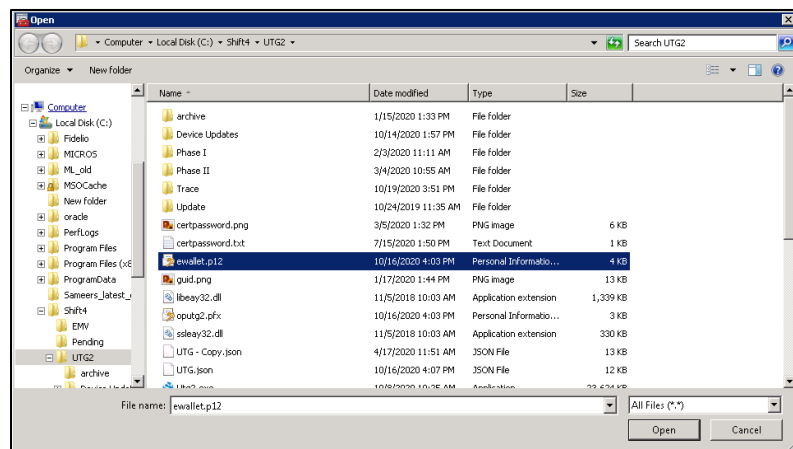 Open
Computer Local Disk (C:) Shift4 UTG2
Search UTG2
Organize New folder
Computer
Local Disk (C:)
Fidelio
MICROS
ML_old
MSOCache
New folder
oracle
PerfLogs
Program Files
Program Files (x8
ProgramData
Sameers_latest_
Shift4
EMV
Pending
UTG2
archive
Name Date modified Type Size
archive 1/15/2020 1:33 PM File folder
Device Updates 10/14/2020 1:57 PM File folder
Phase I 2/3/2020 11:11 AM File folder
Phase II 3/4/2020 10:55 AM File folder
Trace 10/19/2020 3:51 PM File folder
Update 10/24/2019 11:35 AM File folder
certpassword.png 3/5/2020 1:32 PM PNG image 6 KB
certpassword.txt 7/15/2020 1:50 PM Text Document 1 KB
ewallet.p12 10/16/2020 4:03 PM Personal Informatio... 4 KB
guid.png 1/17/2020 1:44 PM PNG image 13 KB
libeay32.dll 11/5/2018 10:03 AM Application extension 1,339 KB
oputg2.pfx 10/16/2020 4:03 PM Personal Informatio... 3 KB
ssleay32.dll 11/5/2018 10:03 AM Application extension 330 KB
UTG - Copy.json 4/17/2020 11:51 AM JSON File 13 KB
UTG.json 10/16/2020 4:07 PM JSON File 12 KB
File name: ewallet.p12 All Files (*.*)
Open Cancel